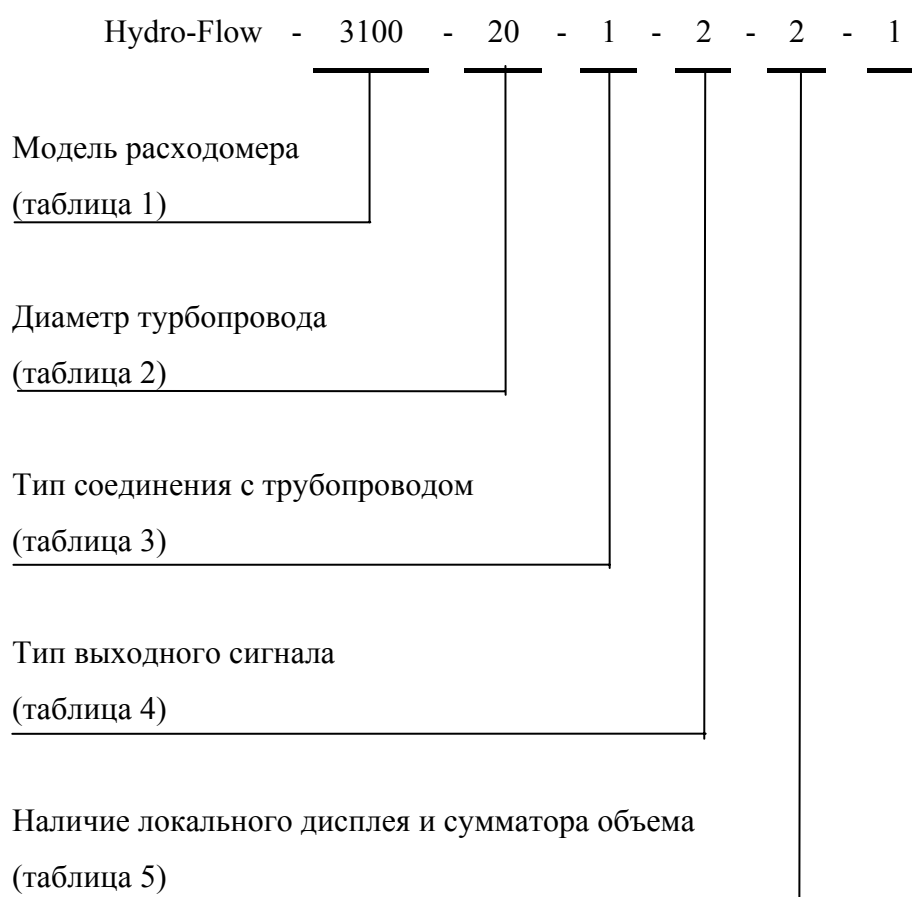 Hydro-Flow - 3100 - 20 - 1 - 2 - 2 - 1
Модель расходомера
(таблица 1)
Диаметр турбопровода
(таблица 2)
Тип соединения с трубопроводом
(таблица 3)
Тип выходного сигнала
(таблица 4)
Наличие локального дисплея и сумматора объема
(таблица 5)